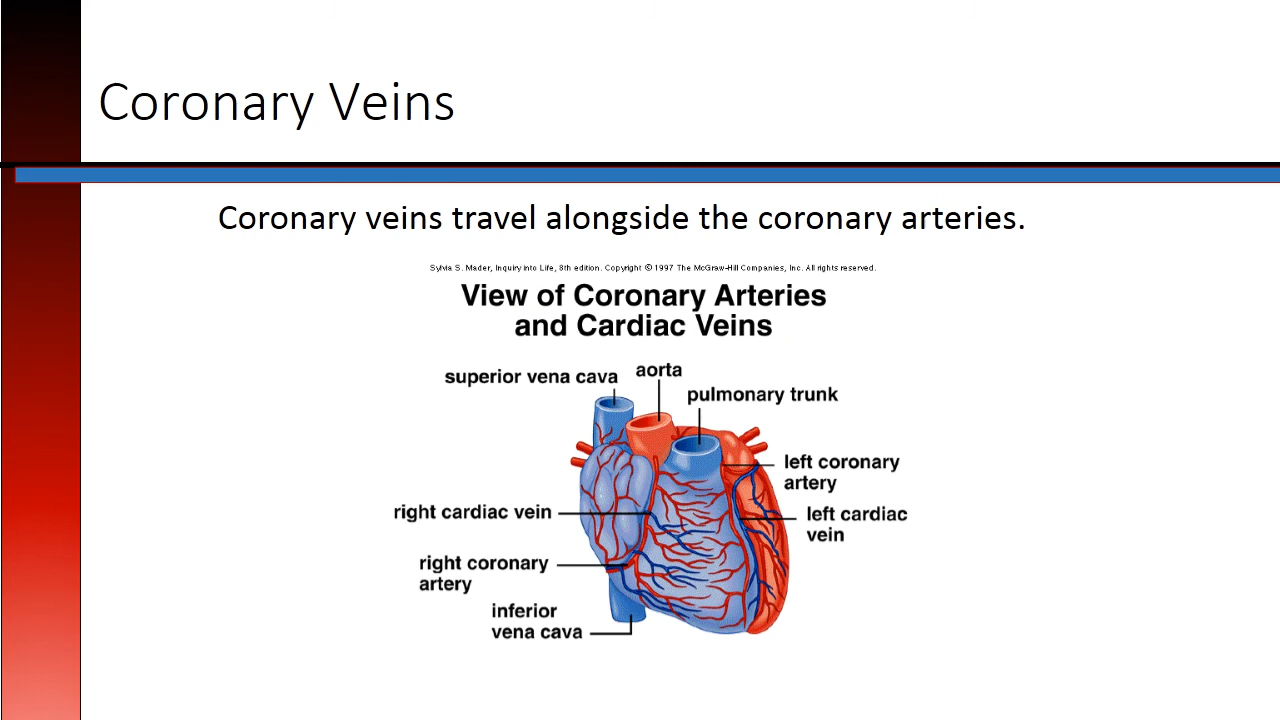 Coronary Veins
Coronary veins travel alongside the coronary arteries.
Sylvia S. Mader, Inquiry into Life, 8th edition. Copyright © 1997 The McGraw-Hill Companies, Inc. All rights reserved.
View of Coronary Arteries
and Cardiac Veins
superior vena cava
aorta
pulmonary trunk
left coronary
artery
right cardiac vein
left cardiac
vein
right coronary
artery
inferior
vena cava